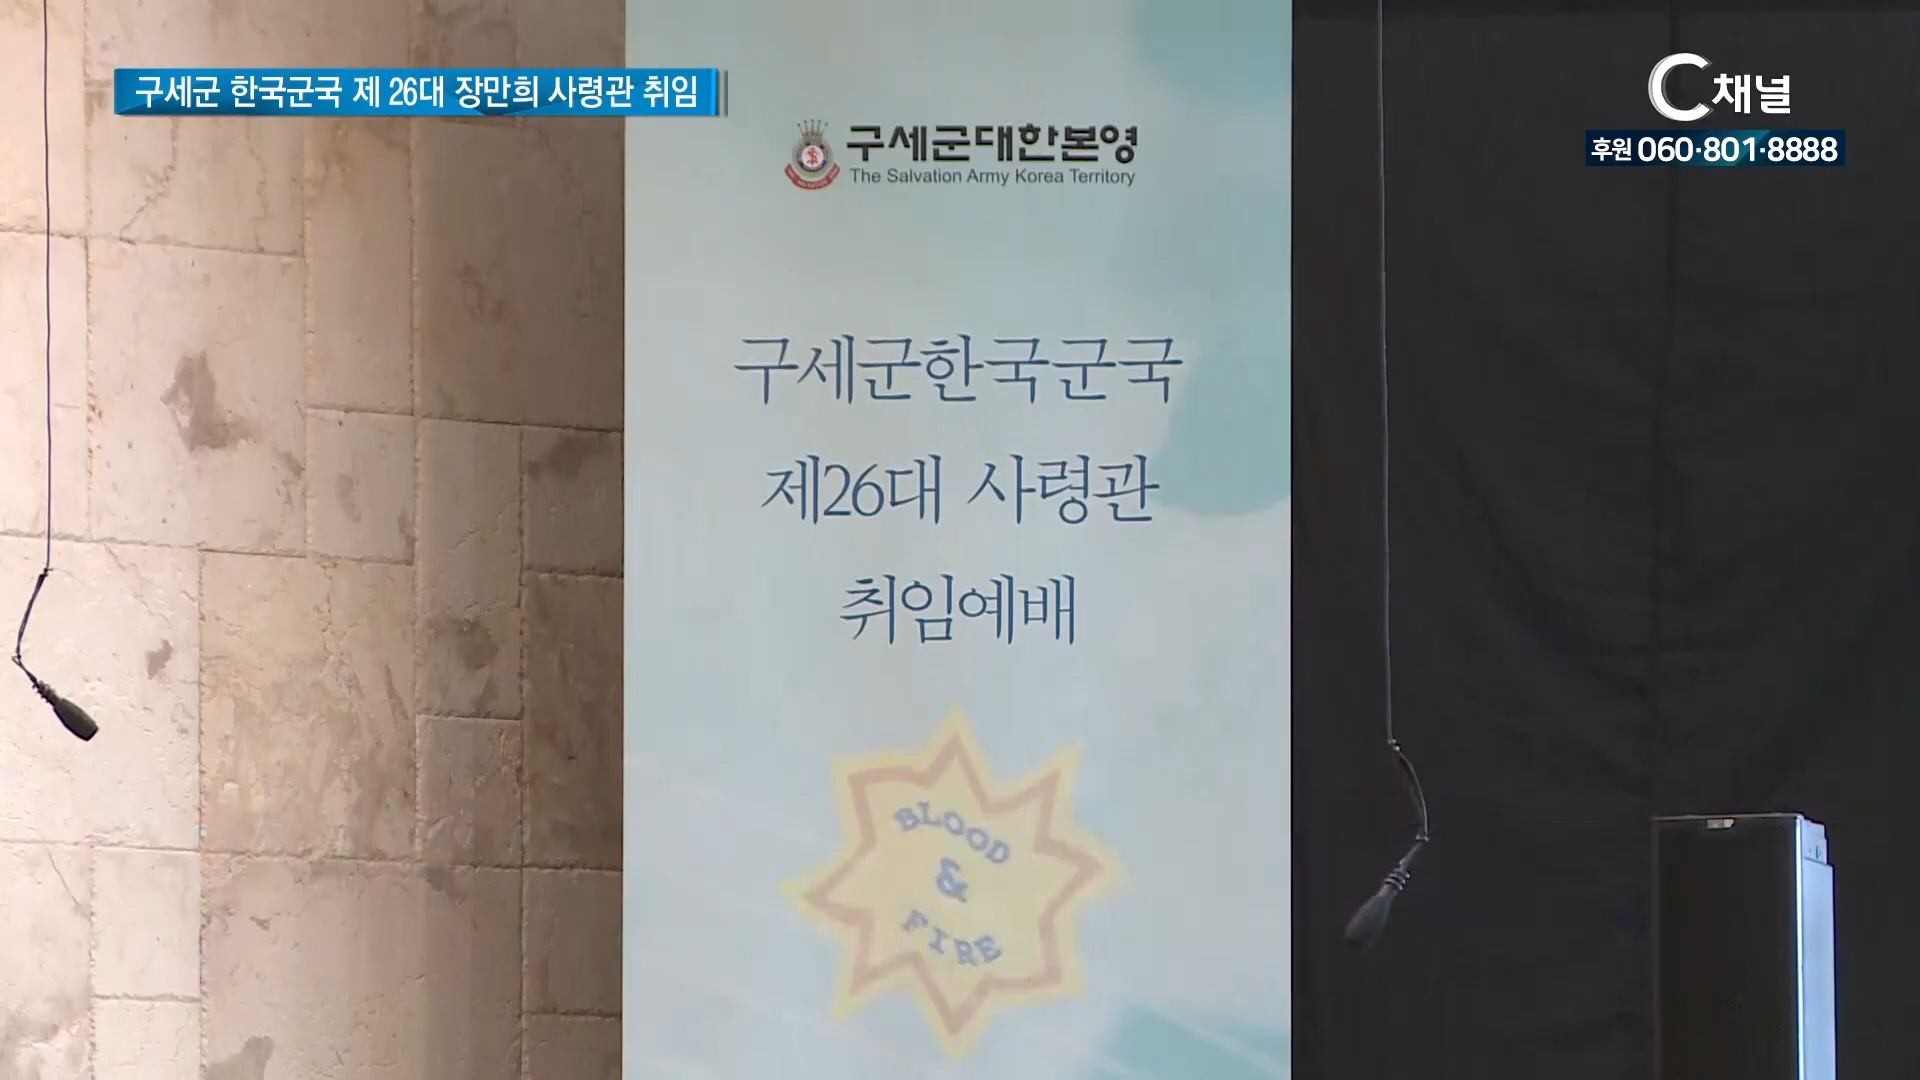 구세군 한국군국 제 26대 장만희 사령관 취임
C채널
후원 060·801·8888
구세군대한본영
The Salvation Army Korea Territory
구세군한국군국
제26대 사령관
취임예배
BLOOD
&
FIRE